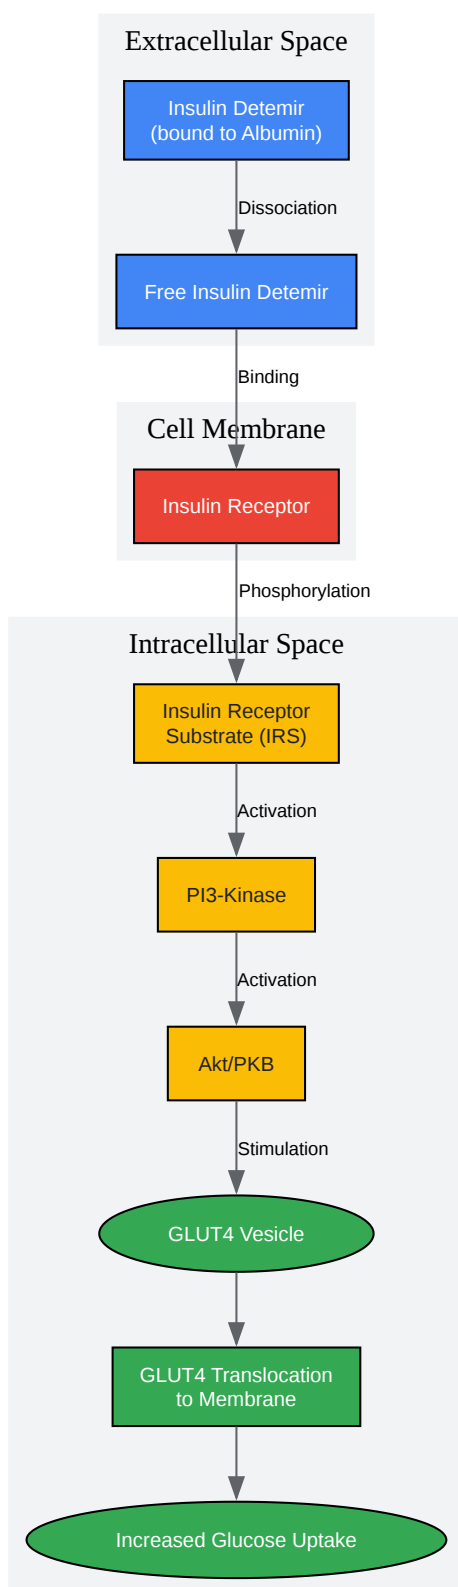 Extracellular Space
Insulin Detemir
(bound to Albumin)
Dissociation
Free Insulin Detemir
Binding
Cell Membrane
Insulin Receptor
Phosphorylation
Intracellular Space
Insulin Receptor
Substrate (IRS)
Activation
PI3-Kinase
Activation
Akt/PKB
Stimulation
GLUT4 Vesicle
GLUT4 Translocation
to Membrane
Increased Glucose Uptake